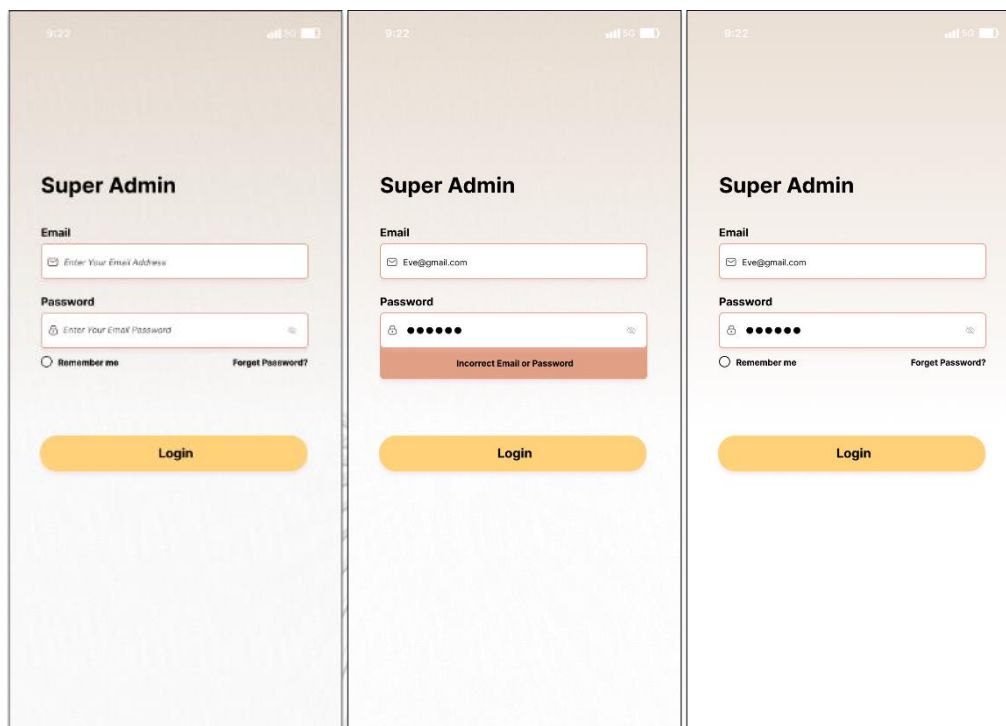 9:22 5G
Super Admin
Email
Enter Your Email Address
Password
Enter Your Email Password
Remember me Forget Password?
Login
9:22 5G
Super Admin
Email
Eve@gmail.com
Password
Incorrect Email or Password
Login
9:22 5G
Super Admin
Email
Eve@gmail.com
Password
Remember me Forget Password?
Login